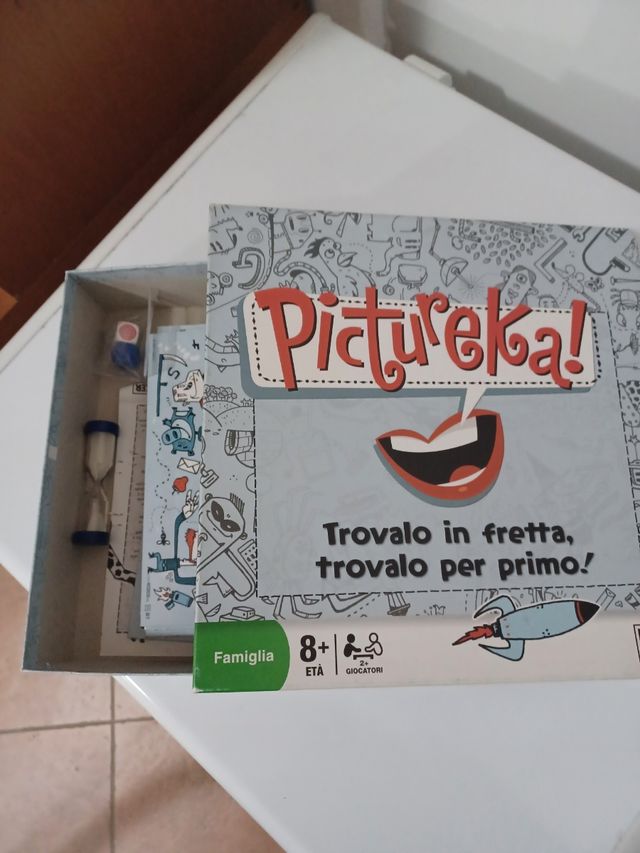 Pictureka!
Trovalo in fretta,
trovalo per primo!
Famiglia
8+
ETÀ
2+
GIOCATORI